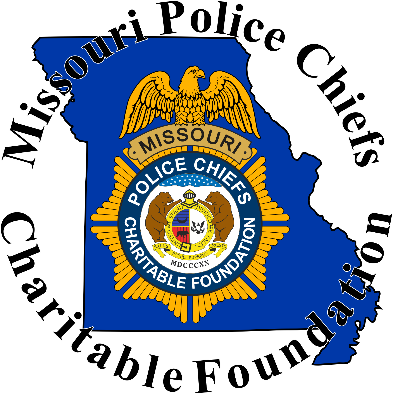 Missouri Police Chiefs
Charitable Foundation
MISSOURI
POLICE CHIEFS
CHARITABLE FOUNDATION
MDCCCXX